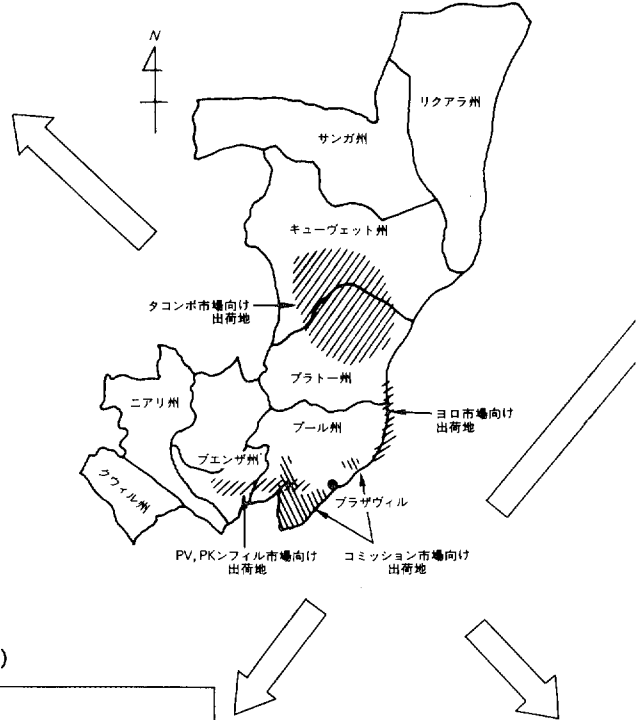 N
リクアラ州
サンガ州
キューヴェット州
タコンボ市場向け
出荷地
プラトー州
ニアリ州
ヨロ市場向け
出荷地
プール州
ブエンザ州
クウィル州
ブラザヴィル
PV, PKンフィル市場向け
出荷地
コミッション市場向け
出荷地
)